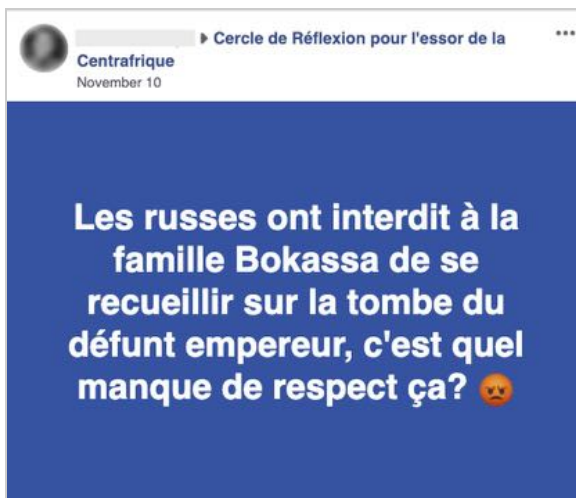 ▶ Cercle de Réflexion pour l'essor de la
Centrafrique
November 10
Les russes ont interdit à la
famille Bokassa de se
recueillir sur la tombe du
défunt empereur, c'est quel
manque de respect ça? 😡